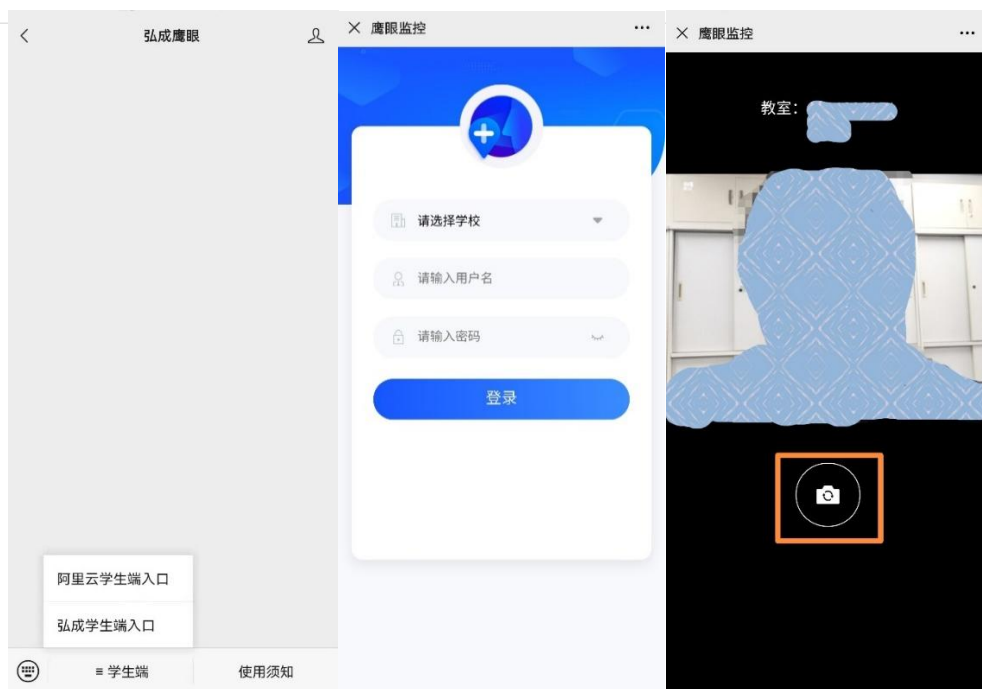 弘成鹰眼
阿里云学生端入口
弘成学生端入口
≡ 学生端
使用须知
鹰眼监控
请选择学校
请输入用户名
请输入密码
登录
鹰眼监控
教室: